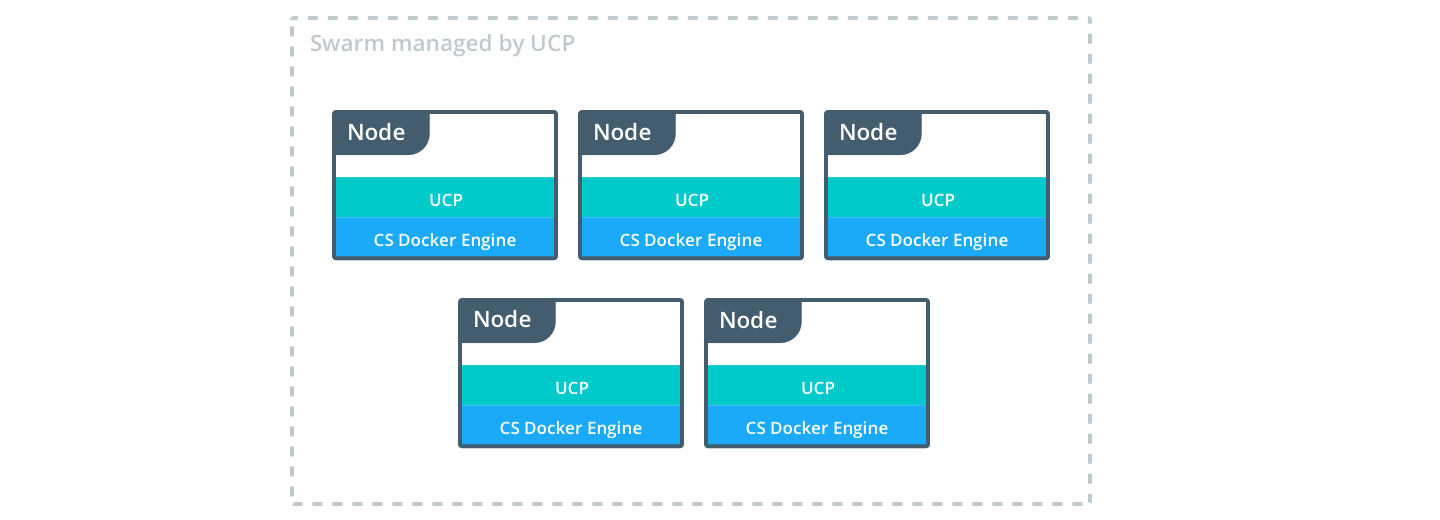 Swarm managed by UCP
Node
Node
Node
UCP
UCP
UCP
CS Docker Engine
CS Docker Engine
CS Docker Engine
Node
Node
UCP
UCP
CS Docker Engine
CS Docker Engine